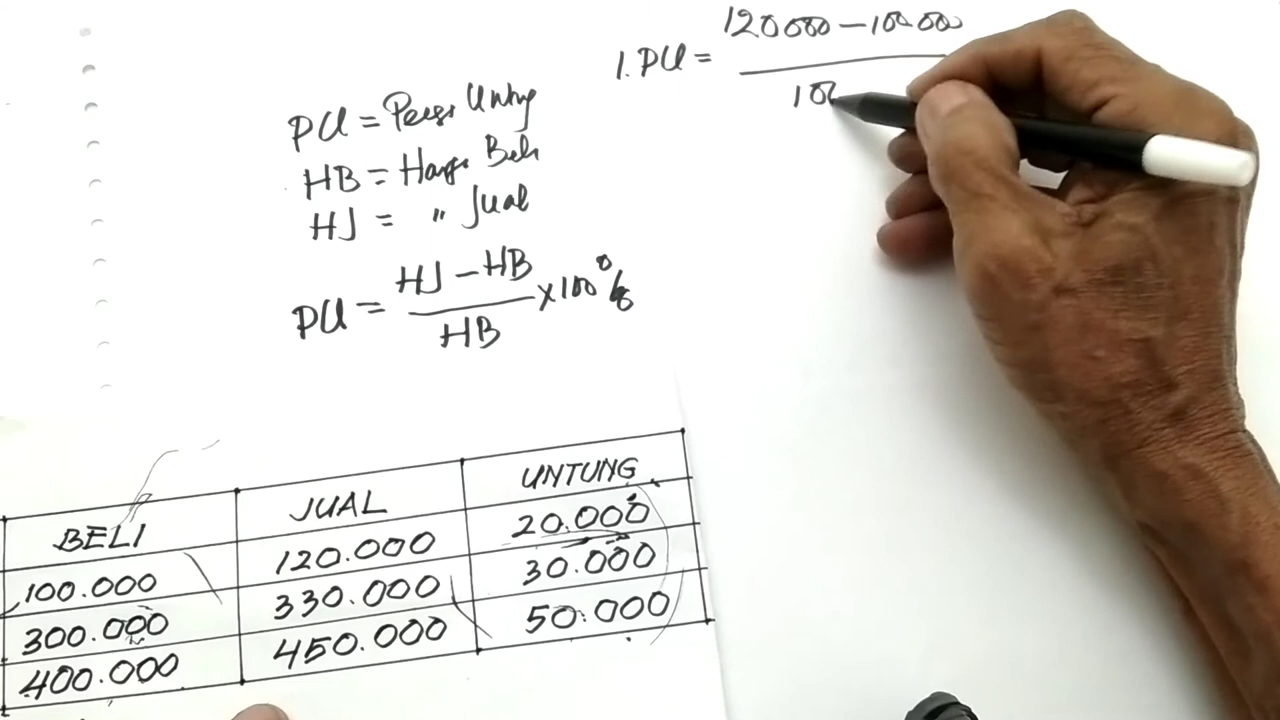 PU = Persen Untung
HB = Harga Beli
HJ = " Jual
PU = HJ - HB / HB × 100%
1. PU = 120000 - 100000 / 100
BELI JUAL UNTUNG
100.000 120.000 20.000
300.000 330.000 30.000
400.000 450.000 50.000